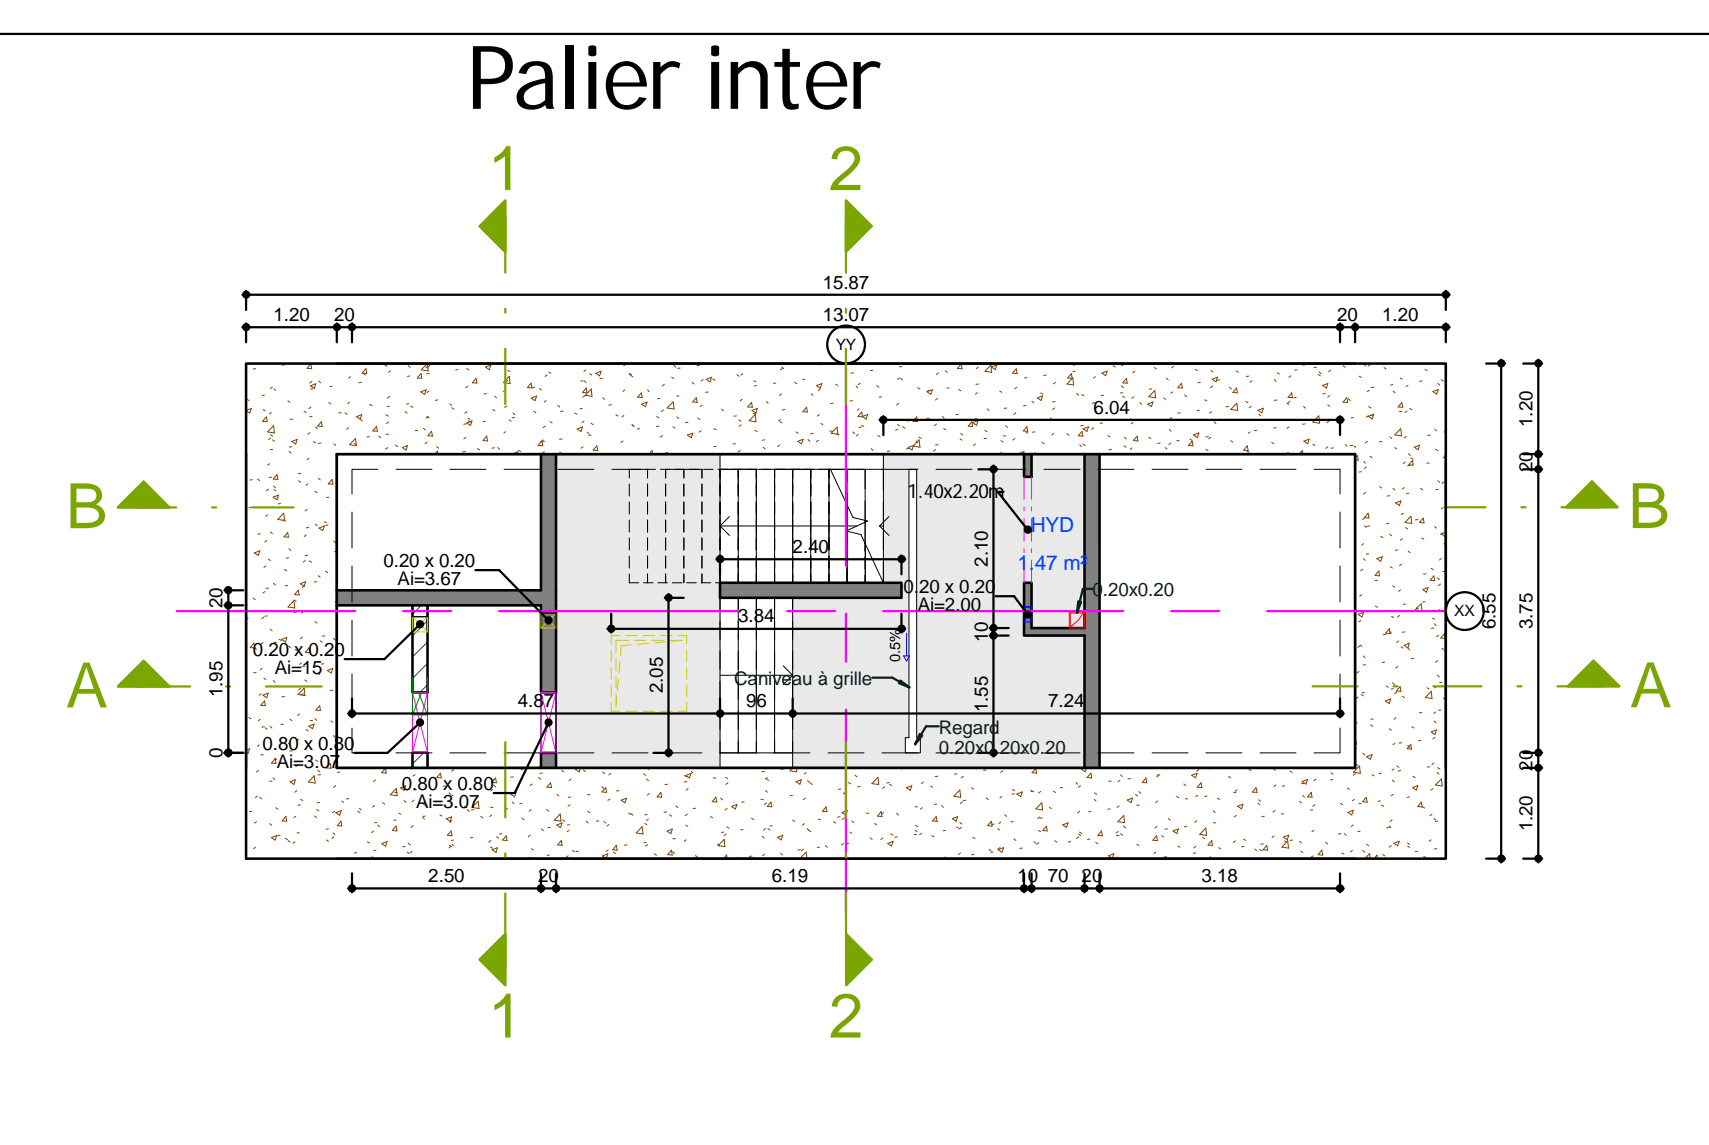 Palier inter
1 2
15.87
1.20 20 13.07 20 1.20
YY
6.04
1.20
20
B B
1.40x2.20m
HYD
2.40
2.10
1.47 m²
0.20 x 0.20
Ai=3.67
0.20 x 0.20
Ai=2.00
0.20x0.20
20
XX
6.55
3.75
3.84
10
0.5%
0.20 x 0.20
Ai=15
1.95
2.05
Caniveau à grille
1.55
A A
4.87 96 7.24
Regard
0.20x0.20x0.20
0.80 x 0.80
Ai=3.07
0
20
0.80 x 0.80
Ai=3.07
1.20
2.50 20 6.19 10 70 20 3.18
1 2